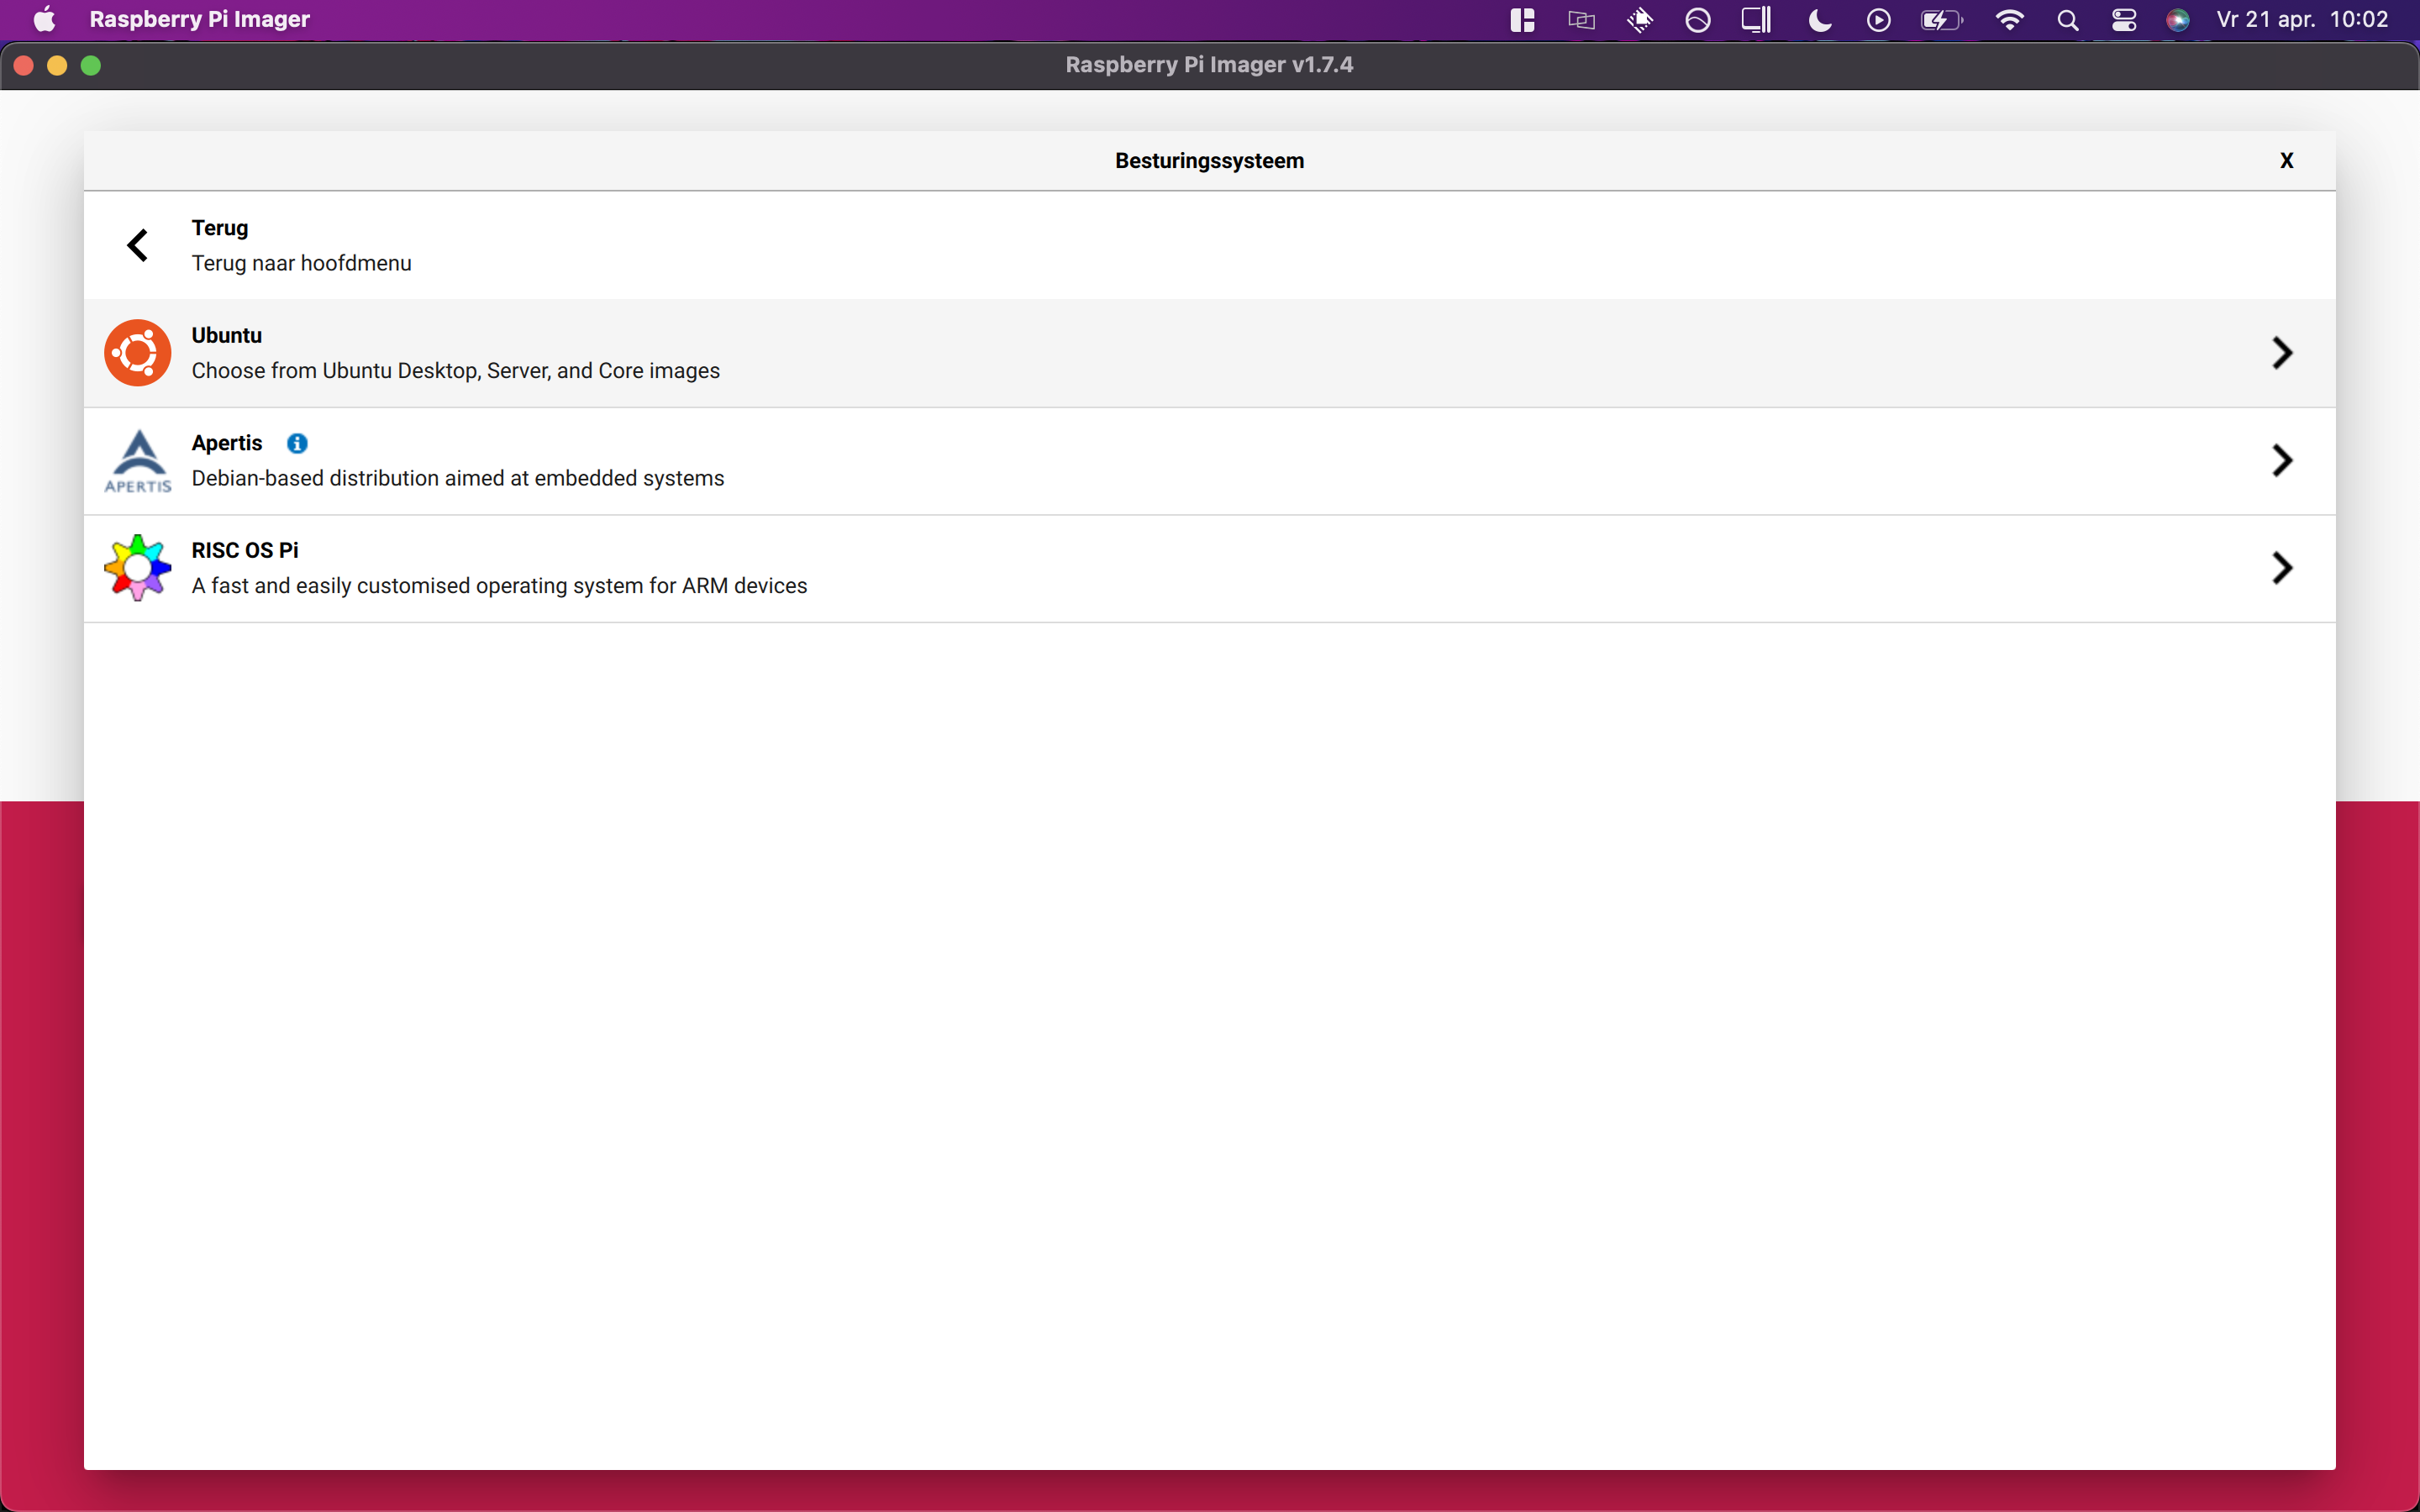 Raspberry Pi Imager
Vr 21 apr. 10:02
Raspberry Pi Imager v1.7.4
Besturingssysteem
X
Terug
Terug naar hoofdmenu
Ubuntu
Choose from Ubuntu Desktop, Server, and Core images
Apertis
APERTIS
Debian-based distribution aimed at embedded systems
RISC OS Pi
A fast and easily customised operating system for ARM devices